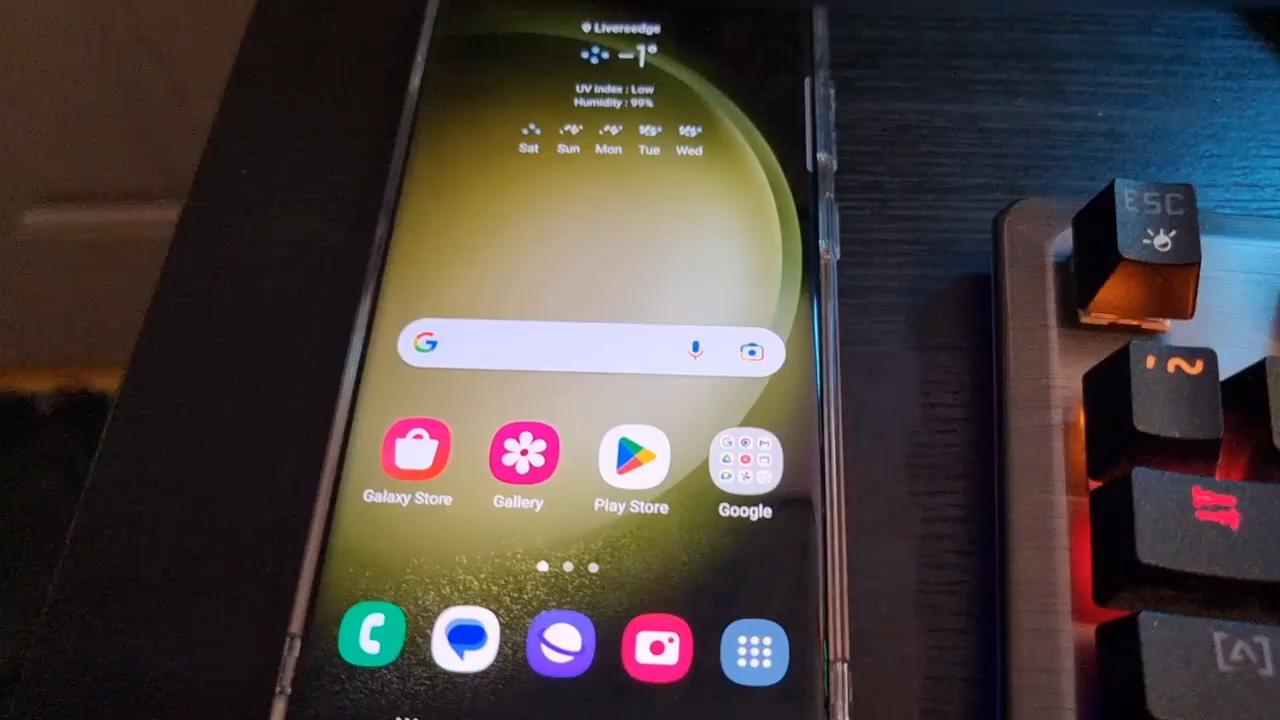 Liversedge
-1°
UV index : Low
Humidity : 99%
Sat Sun Mon Tue Wed
Galaxy Store
Gallery
Play Store
Google
ESC
' ~
[A]